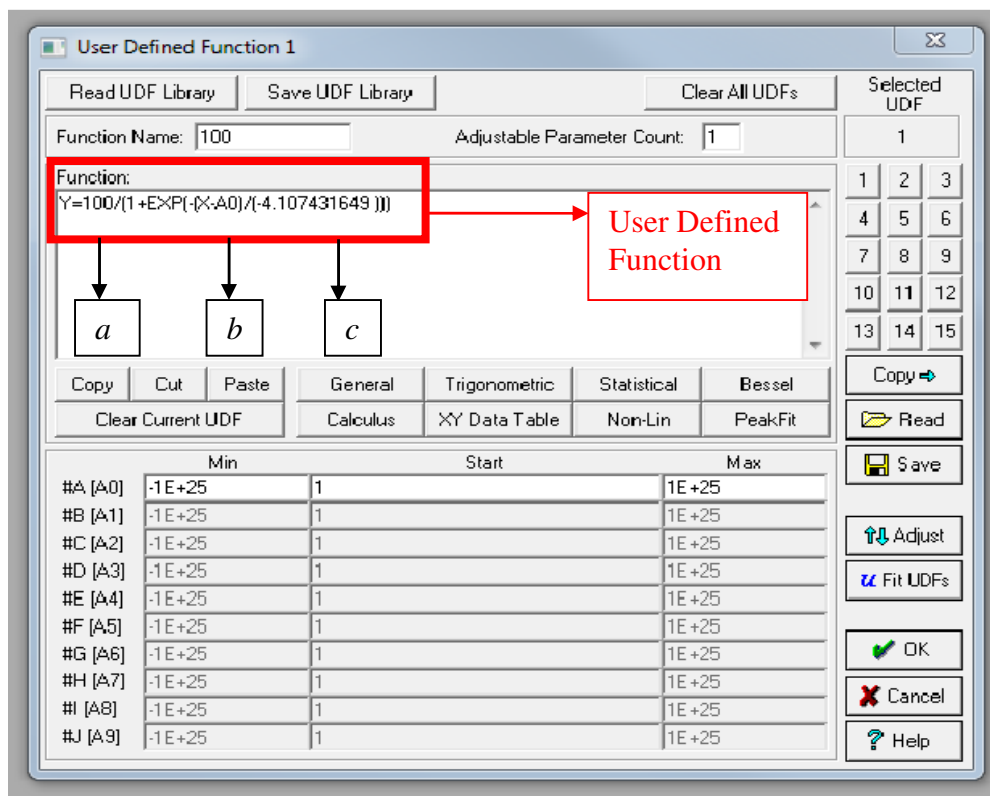 User Defined Function 1
Read UDF Library Save UDF Library Clear All UDFs Selected UDF
Function Name: 100 Adjustable Parameter Count: 1 1
Function:
Y=100/(1+EXP(-(X-A0)/(-4.107431649 )))
User Defined
Function
a b c
1 2 3
4 5 6
7 8 9
10 11 12
13 14 15
Copy Cut Paste General Trigonometric Statistical Bessel Copy
Clear Current UDF Calculus XY Data Table Non-Lin PeakFit Read
Min Start Max Save
#A [A0] -1E+25 1 1E+25
#B [A1] -1E+25 1 1E+25
#C [A2] -1E+25 1 1E+25
#D [A3] -1E+25 1 1E+25
#E [A4] -1E+25 1 1E+25
#F [A5] -1E+25 1 1E+25
#G [A6] -1E+25 1 1E+25
#H [A7] -1E+25 1 1E+25
#I [A8] -1E+25 1 1E+25
#J [A9] -1E+25 1 1E+25
Adjust
u Fit UDFs
OK
Cancel
? Help